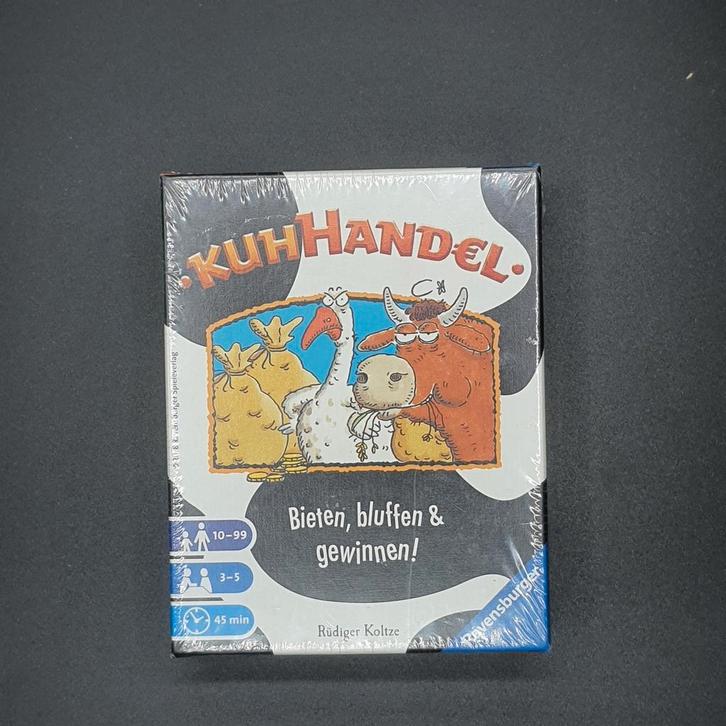 KUHHANDEL
Bieten, bluffen &
gewinnen!
10–99
3–5
45 min
Rüdiger Koltze
Ravensburger